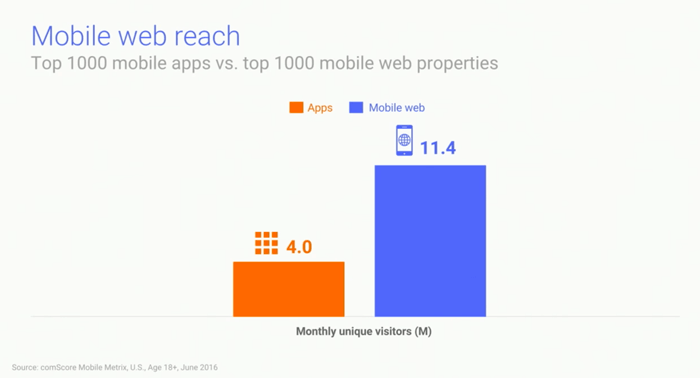 Mobile web reach
Top 1000 mobile apps vs. top 1000 mobile web properties
Apps
Mobile web
11.4
4.0
Monthly unique visitors (M)
Source: comScore Mobile Metrix, U.S., Age 18+, June 2016